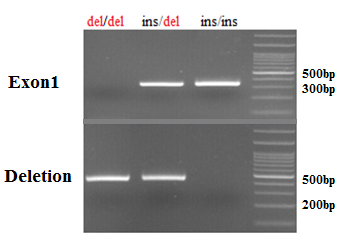 del/del ins/del ins/ins
Exon1
500bp
300bp
Deletion
500bp
200bp